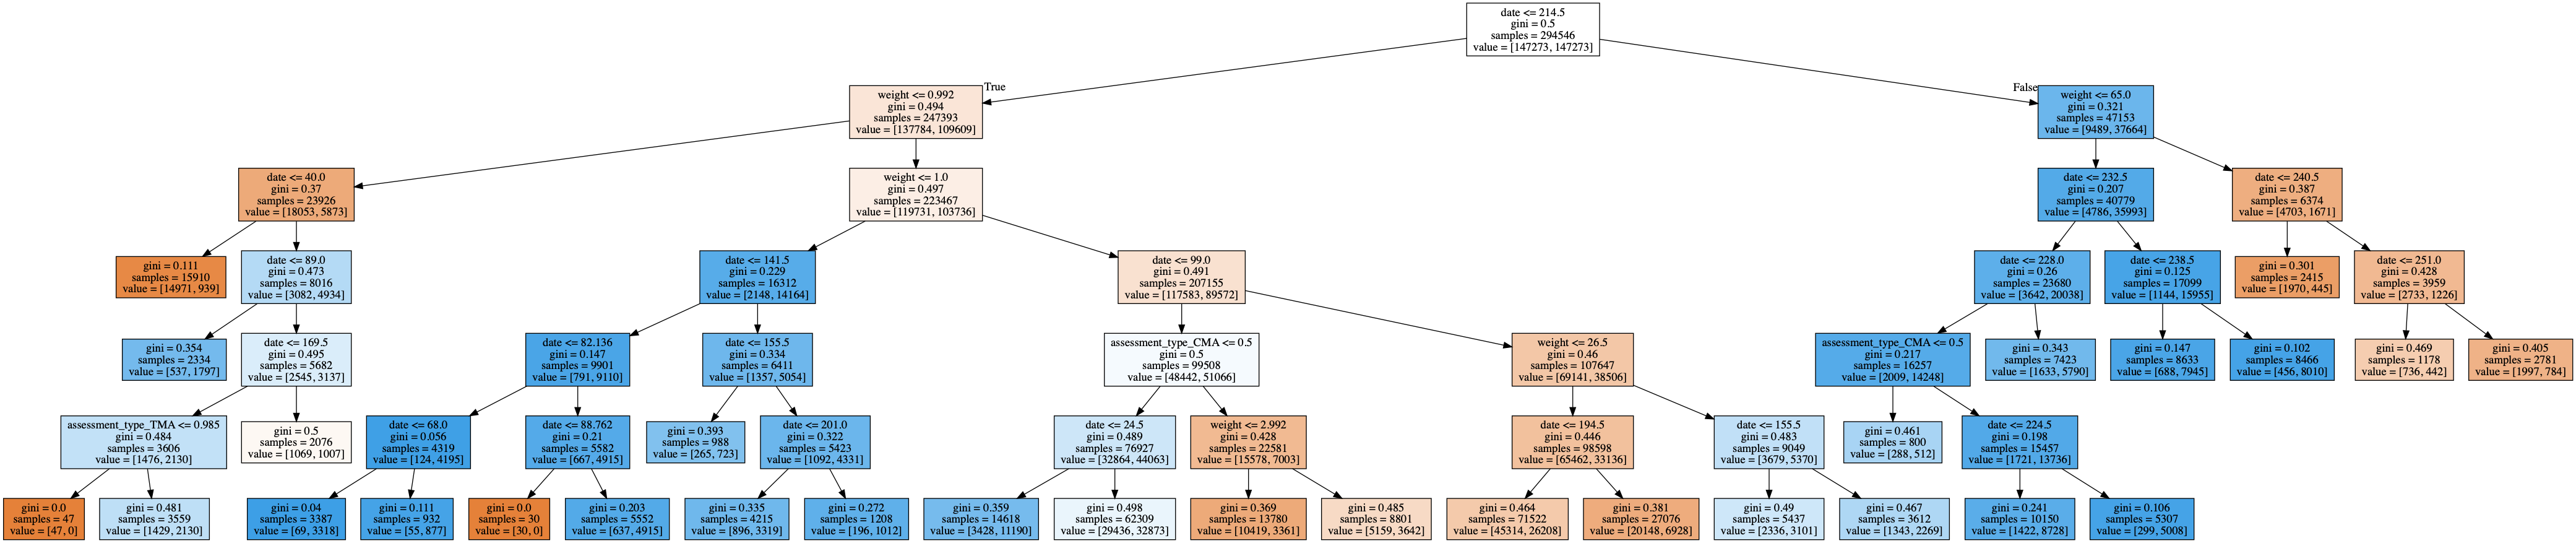 date <= 214.5
gini = 0.5
samples = 294546
value = [147273, 147273]
True
False
weight <= 0.992
gini = 0.494
samples = 247393
value = [137784, 109609]
weight <= 65.0
gini = 0.321
samples = 47153
value = [9489, 37664]
date <= 40.0
gini = 0.37
samples = 23926
value = [18053, 5873]
weight <= 1.0
gini = 0.497
samples = 223467
value = [119731, 103736]
date <= 232.5
gini = 0.207
samples = 40779
value = [4786, 35993]
date <= 240.5
gini = 0.387
samples = 6374
value = [4703, 1671]
gini = 0.111
samples = 15910
value = [14971, 939]
date <= 89.0
gini = 0.473
samples = 8016
value = [3082, 4934]
date <= 141.5
gini = 0.229
samples = 16312
value = [2148, 14164]
date <= 99.0
gini = 0.491
samples = 207155
value = [117583, 89572]
date <= 228.0
gini = 0.26
samples = 23680
value = [3642, 20038]
date <= 238.5
gini = 0.125
samples = 17099
value = [1144, 15955]
gini = 0.301
samples = 2415
value = [1970, 445]
date <= 251.0
gini = 0.428
samples = 3959
value = [2733, 1226]
gini = 0.354
samples = 2334
value = [537, 1797]
date <= 169.5
gini = 0.495
samples = 5682
value = [2545, 3137]
date <= 82.136
gini = 0.147
samples = 9901
value = [791, 9110]
date <= 155.5
gini = 0.334
samples = 6411
value = [1357, 5054]
assessment_type_CMA <= 0.5
gini = 0.5
samples = 99508
value = [48442, 51066]
weight <= 26.5
gini = 0.46
samples = 107647
value = [69141, 38506]
assessment_type_CMA <= 0.5
gini = 0.217
samples = 16257
value = [2009, 14248]
gini = 0.343
samples = 7423
value = [1633, 5790]
gini = 0.147
samples = 8633
value = [688, 7945]
gini = 0.102
samples = 8466
value = [456, 8010]
gini = 0.469
samples = 1178
value = [736, 442]
gini = 0.405
samples = 2781
value = [1997, 784]
assessment_type_TMA <= 0.985
gini = 0.484
samples = 3606
value = [1476, 2130]
gini = 0.5
samples = 2076
value = [1069, 1007]
date <= 68.0
gini = 0.056
samples = 4319
value = [124, 4195]
date <= 88.762
gini = 0.21
samples = 5582
value = [667, 4915]
gini = 0.393
samples = 988
value = [265, 723]
date <= 201.0
gini = 0.322
samples = 5423
value = [1092, 4331]
date <= 24.5
gini = 0.489
samples = 76927
value = [32864, 44063]
weight <= 2.992
gini = 0.428
samples = 22581
value = [15578, 7003]
date <= 194.5
gini = 0.446
samples = 98598
value = [65462, 33136]
date <= 155.5
gini = 0.483
samples = 9049
value = [3679, 5370]
gini = 0.461
samples = 800
value = [288, 512]
date <= 224.5
gini = 0.198
samples = 15457
value = [1721, 13736]
gini = 0.0
samples = 47
value = [47, 0]
gini = 0.481
samples = 3559
value = [1429, 2130]
gini = 0.04
samples = 3387
value = [69, 3318]
gini = 0.111
samples = 932
value = [55, 877]
gini = 0.0
samples = 30
value = [30, 0]
gini = 0.203
samples = 5552
value = [637, 4915]
gini = 0.335
samples = 4215
value = [896, 3319]
gini = 0.272
samples = 1208
value = [196, 1012]
gini = 0.359
samples = 14618
value = [3428, 11190]
gini = 0.498
samples = 62309
value = [29436, 32873]
gini = 0.369
samples = 13780
value = [10419, 3361]
gini = 0.485
samples = 8801
value = [5159, 3642]
gini = 0.464
samples = 71522
value = [45314, 26208]
gini = 0.381
samples = 27076
value = [20148, 6928]
gini = 0.49
samples = 5437
value = [2336, 3101]
gini = 0.467
samples = 3612
value = [1343, 2269]
gini = 0.241
samples = 10150
value = [1422, 8728]
gini = 0.106
samples = 5307
value = [299, 5008]